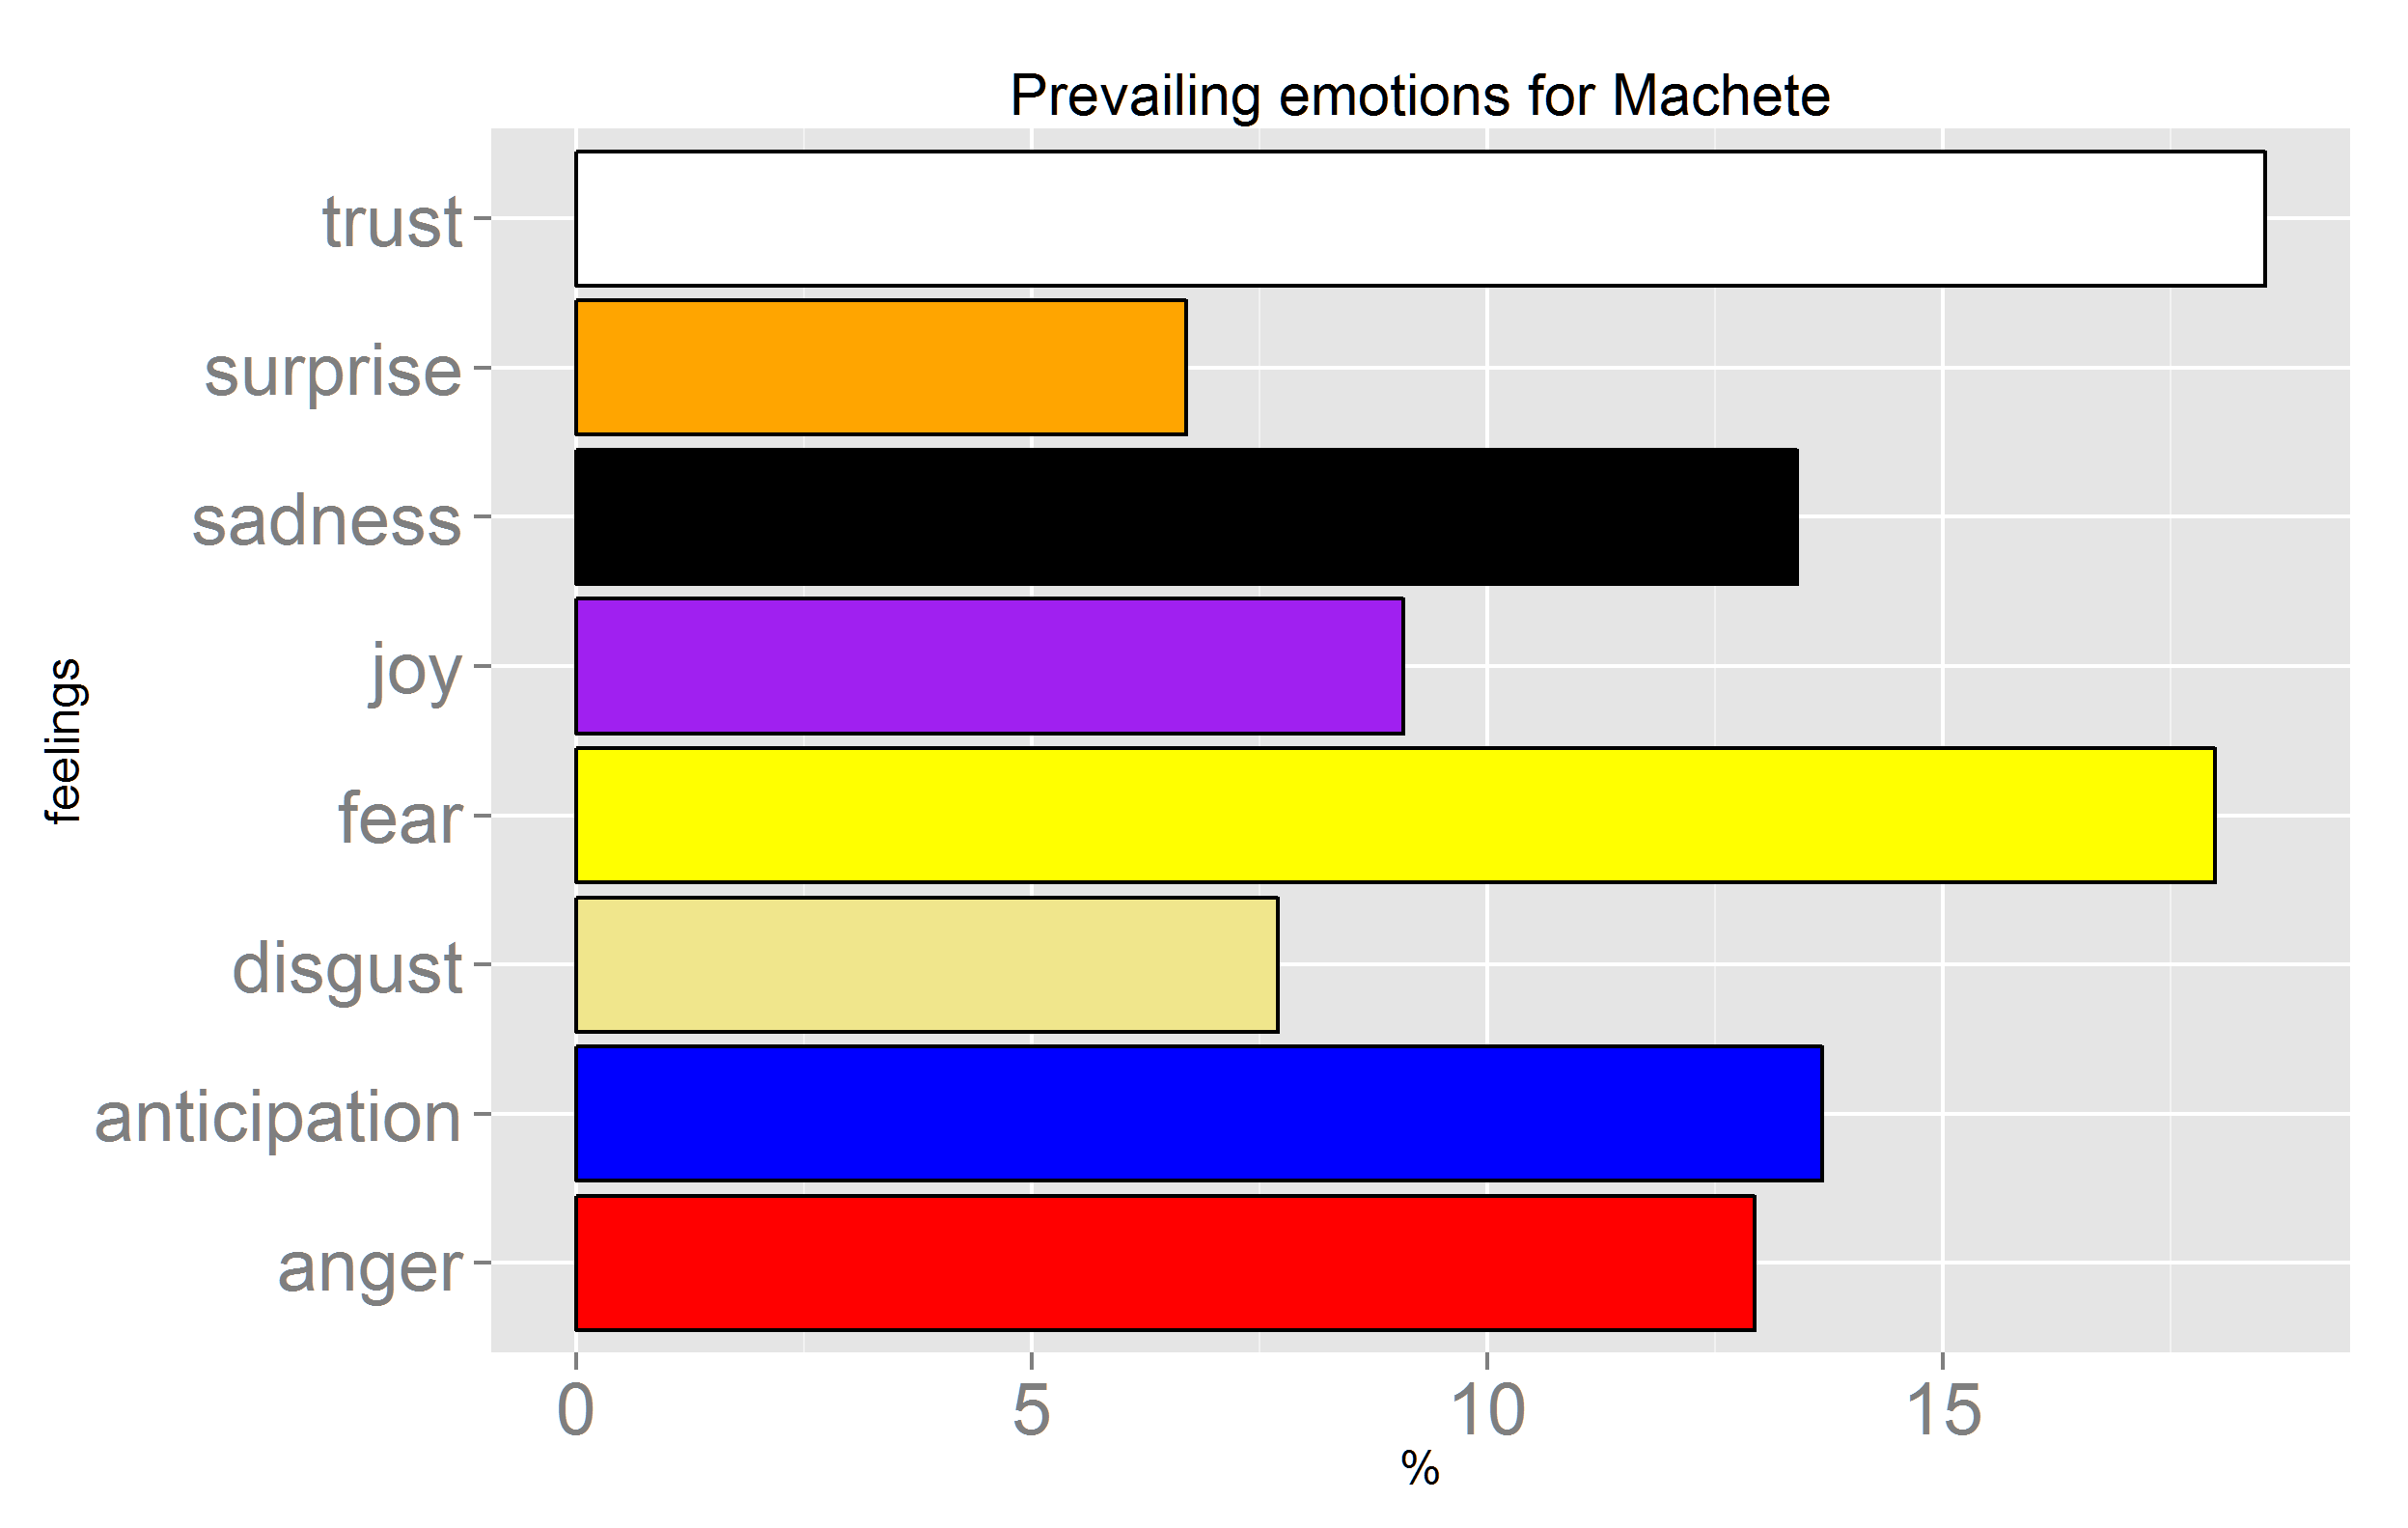 Prevailing emotions for Machete
trust
surprise
sadness
joy
fear
disgust
anticipation
anger
feelings
0 5 10 15
%